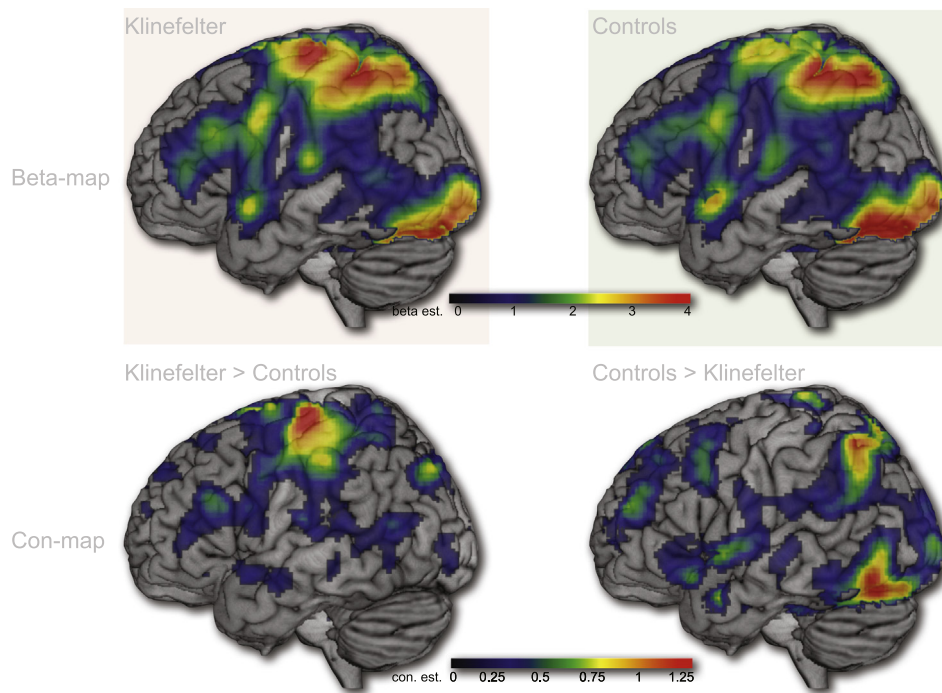 Klinefelter
Controls
Beta-map
beta est. 0 1 2 3 4
Klinefelter > Controls
Controls > Klinefelter
Con-map
con. est. 0 0.25 0.5 0.75 1 1.25